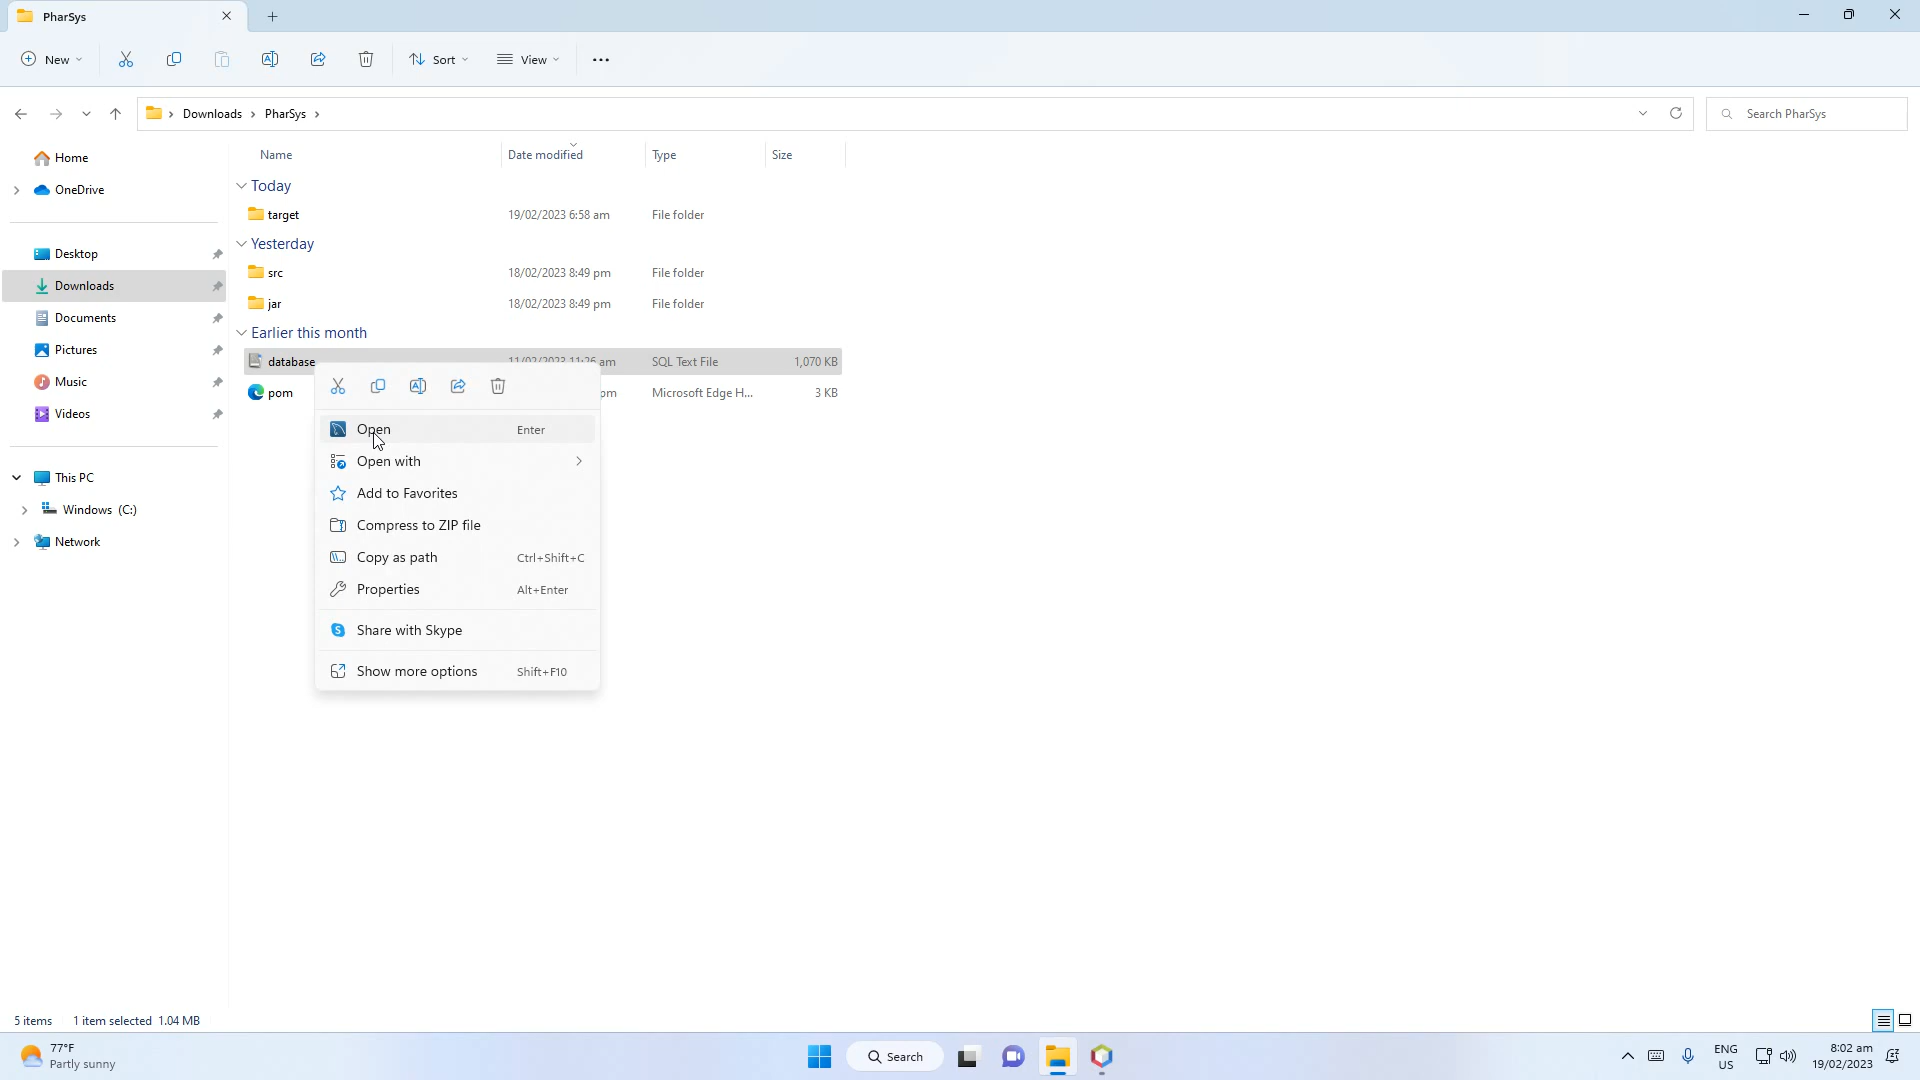 PharSys
New
Sort
View
Downloads
PharSys
Search PharSys
Home
OneDrive
Desktop
Downloads
Documents
Pictures
Music
Videos
This PC
Windows (C:)
Network
Name Date modified Type Size
Today
target 19/02/2023 6:58 am File folder
Yesterday
src 18/02/2023 8:49 pm File folder
jar 18/02/2023 8:49 pm File folder
Earlier this month
database 11/02/2023 11:26 am SQL Text File 1,070 KB
pom pm Microsoft Edge H... 3 KB
Open Enter
Open with
Add to Favorites
Compress to ZIP file
Copy as path Ctrl+Shift+C
Properties Alt+Enter
Share with Skype
Show more options Shift+F10
5 items 1 item selected 1.04 MB
77°F
Partly sunny
Search
ENG
US
8:02 am
19/02/2023